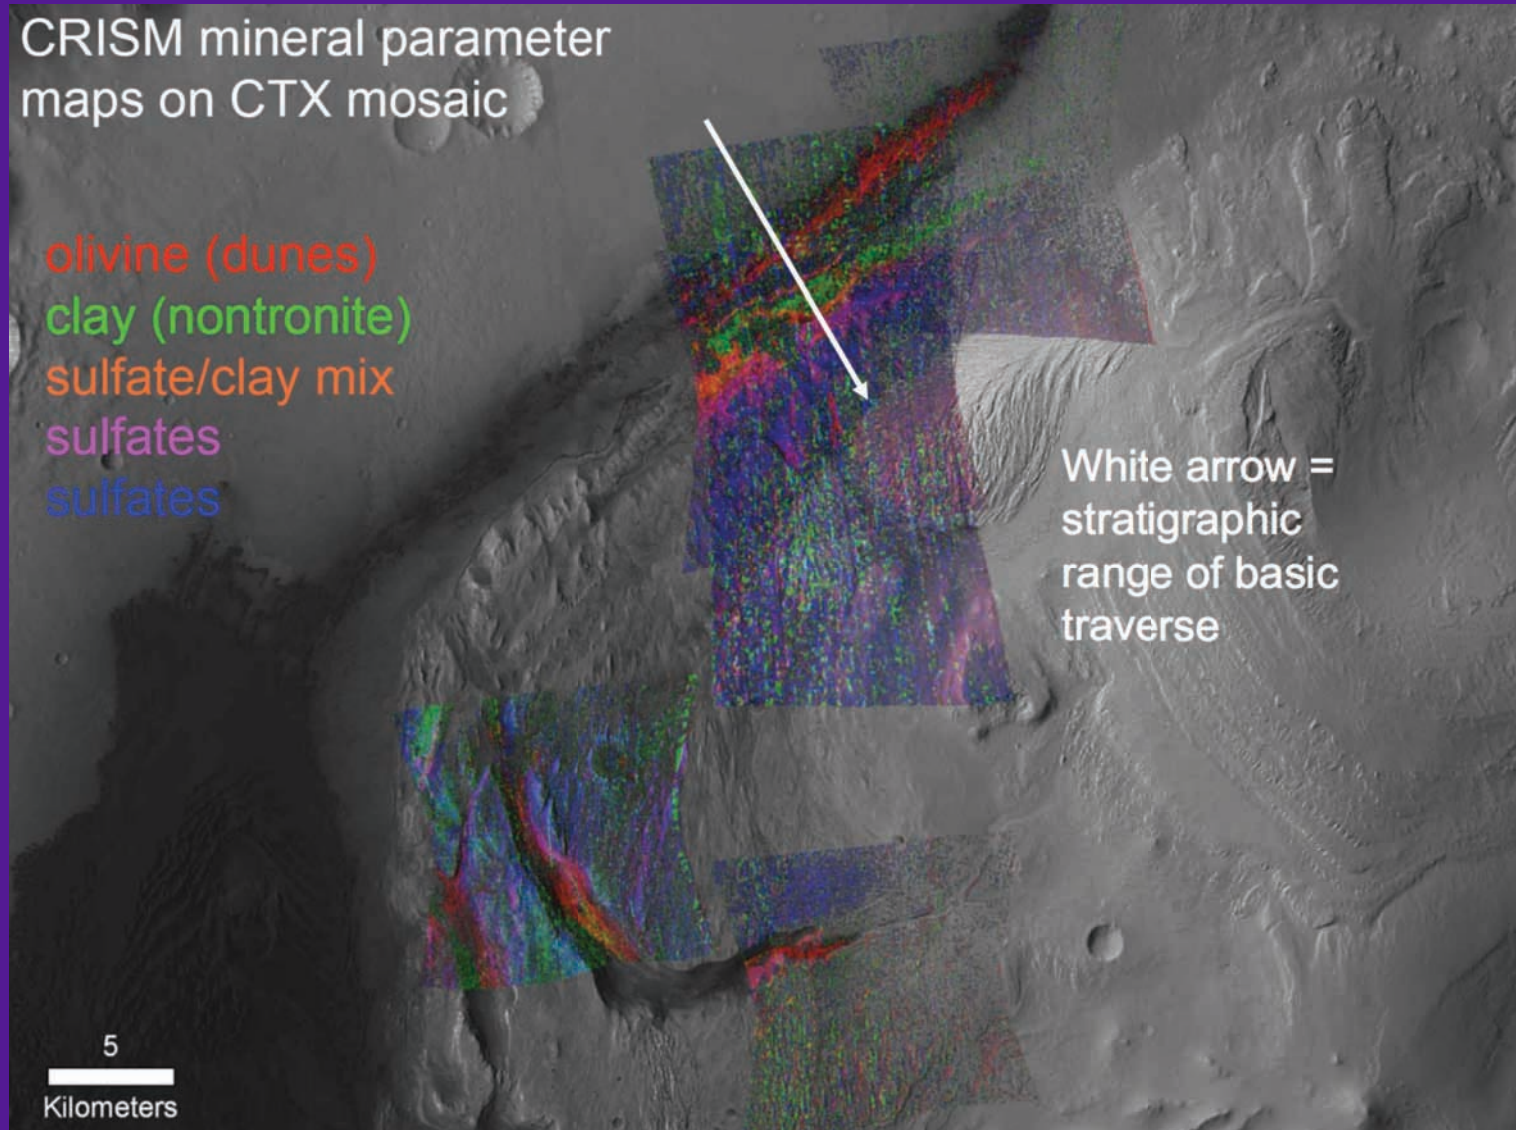 CRISM mineral parameter
maps on CTX mosaic
olivine (dunes)
clay (nontronite)
sulfate/clay mix
sulfates
sulfates
White arrow =
stratigraphic
range of basic
traverse
5
Kilometers